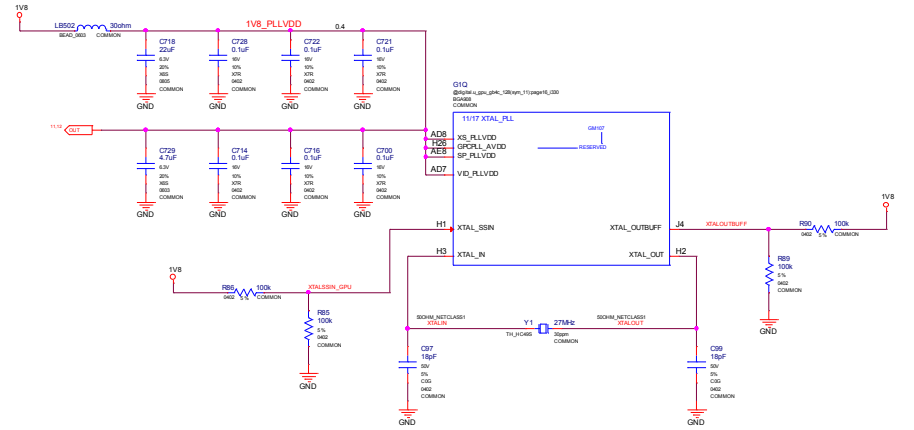 1V8
LB502 30ohm
BEAD_0603 COMMON
1V8_PLLVDD 0.4
C718
22uF
6.3V
20%
X6S
0805
COMMON
GND
C728
0.1uF
16V
10%
X7R
0402
COMMON
GND
C722
0.1uF
16V
10%
X7R
0402
COMMON
GND
C721
0.1uF
16V
10%
X7R
0402
COMMON
GND
OUT
C729
4.7uF
6.3V
20%
X6S
0603
COMMON
GND
C714
0.1uF
16V
10%
X7R
0402
COMMON
GND
C716
0.1uF
16V
10%
X7R
0402
COMMON
GND
C700
0.1uF
16V
10%
X7R
0402
COMMON
GND
G1Q
COMMON
11/17 XTAL_PLL
GM107
RESERVED
AD8 XS_PLLVDD
H26 GPCPLL_AVDD
AE8 SP_PLLVDD
AD7 VID_PLLVDD
H1 XTAL_SSIN
H3 XTAL_IN
XTAL_OUTBUFF J4
XTAL_OUT H2
XTALOUTBUFF
1V8
R90 100k
0402 5% COMMON
R89
100k
5%
0402
COMMON
GND
1V8
R86 100k
0402 5% COMMON
XTALSSIN_GPU
R85
100k
5%
0402
COMMON
GND
50OHM_NETCLASS1
XTALIN
Y1 27MHz
TH_HC49S 30ppm
COMMON
50OHM_NETCLASS1
XTALOUT
C97
18pF
50V
5%
C0G
0402
COMMON
GND
C99
18pF
50V
5%
C0G
0402
COMMON
GND